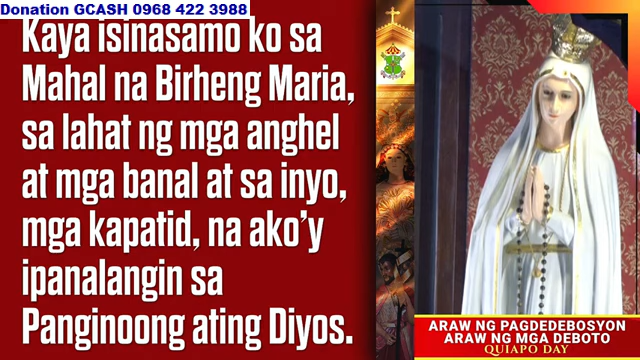 Donation GCASH 0968 422 3988
Kaya isinasamo ko sa
Mahal na Birheng Maria,
sa lahat ng mga anghel
at mga banal at sa inyo,
mga kapatid, na ako’y
ipanalangin sa
Panginoong ating Diyos.
ARAW NG PAGDEDEBOSYON
ARAW NG MGA DEBOTO
QUIAPO DAY